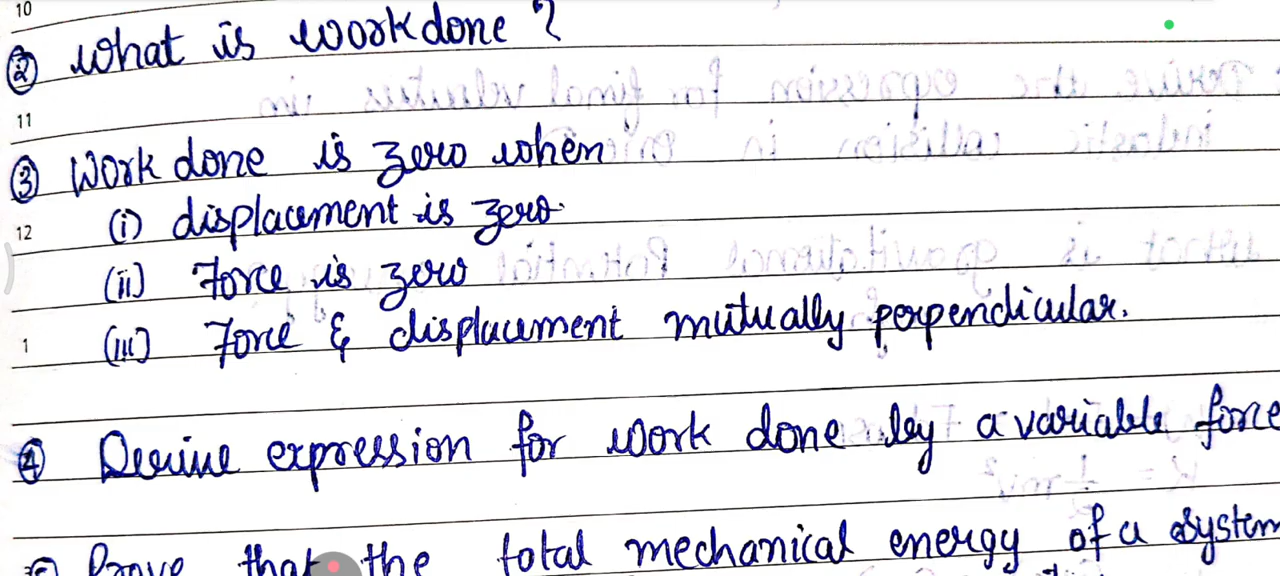 10
② What is workdone ?
11
③ Work done is zero when
12 (i) displacement is zero.
(ii) Force is zero
1 (iii) Force & displacement mutually perpendicular.
④ Derive expression for work done by a variable force
Prove that the total mechanical energy of a system